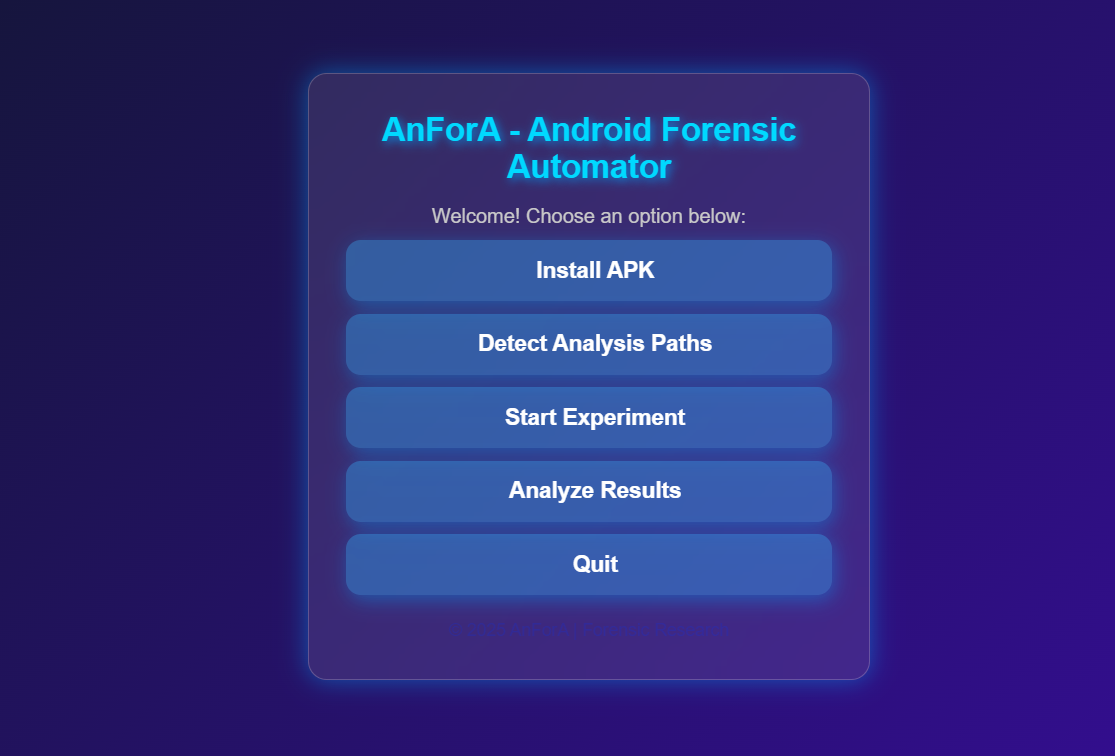 AnForA - Android Forensic
Automator
Welcome! Choose an option below:
Install APK
Detect Analysis Paths
Start Experiment
Analyze Results
Quit